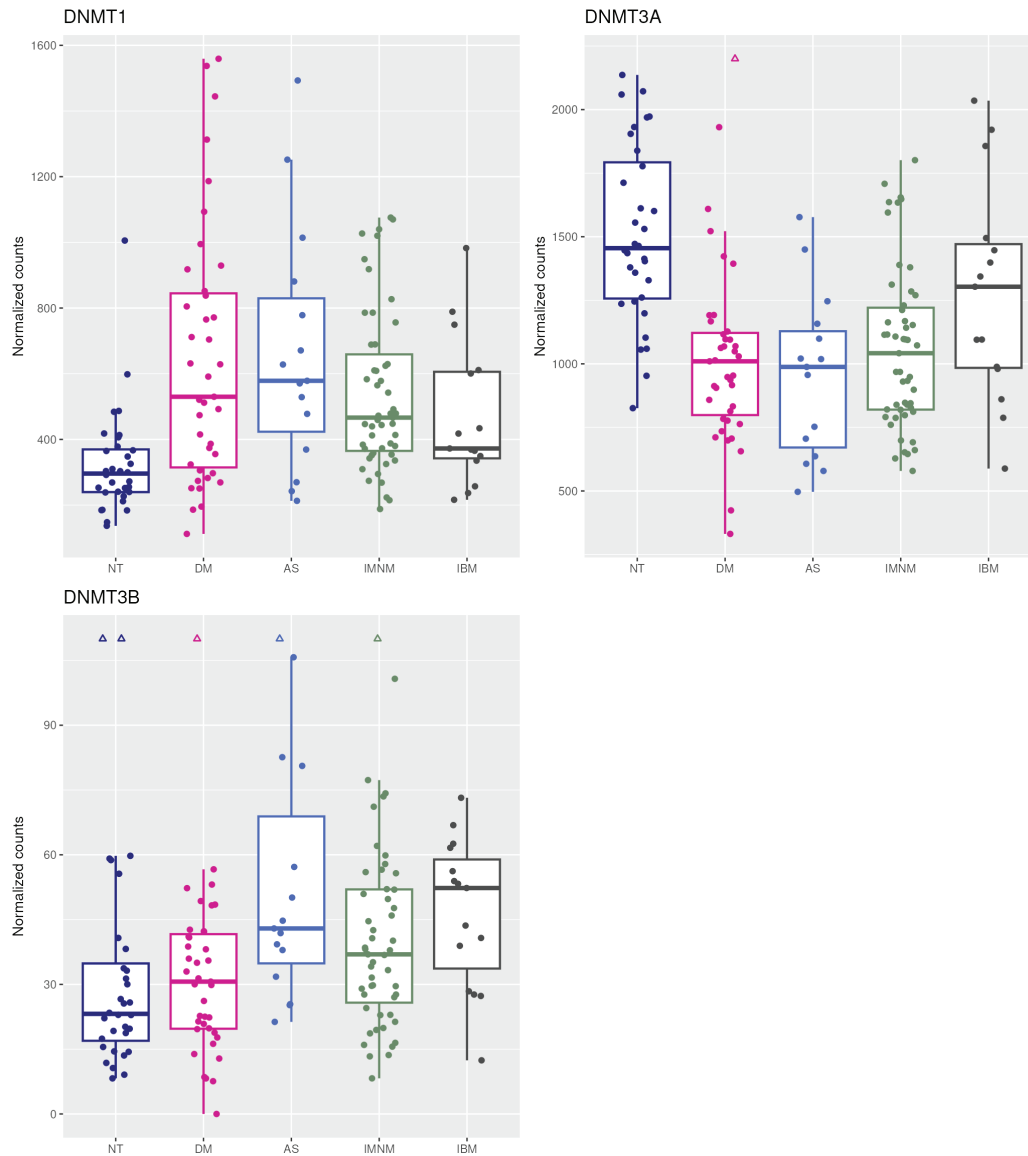 DNMT1
Normalized counts
1600
1200
800
400
NT DM AS IMNM IBM
DNMT3A
Normalized counts
2000
1500
1000
500
NT DM AS IMNM IBM
DNMT3B
Normalized counts
90
60
30
0
NT DM AS IMNM IBM